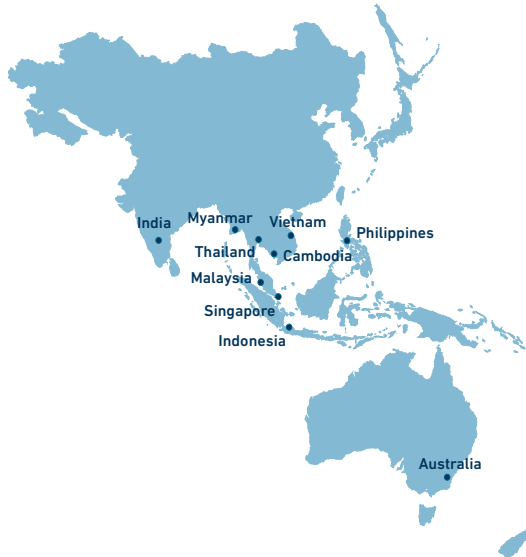 India
Myanmar
Vietnam
Philippines
Thailand
Cambodia
Malaysia
Singapore
Indonesia
Australia